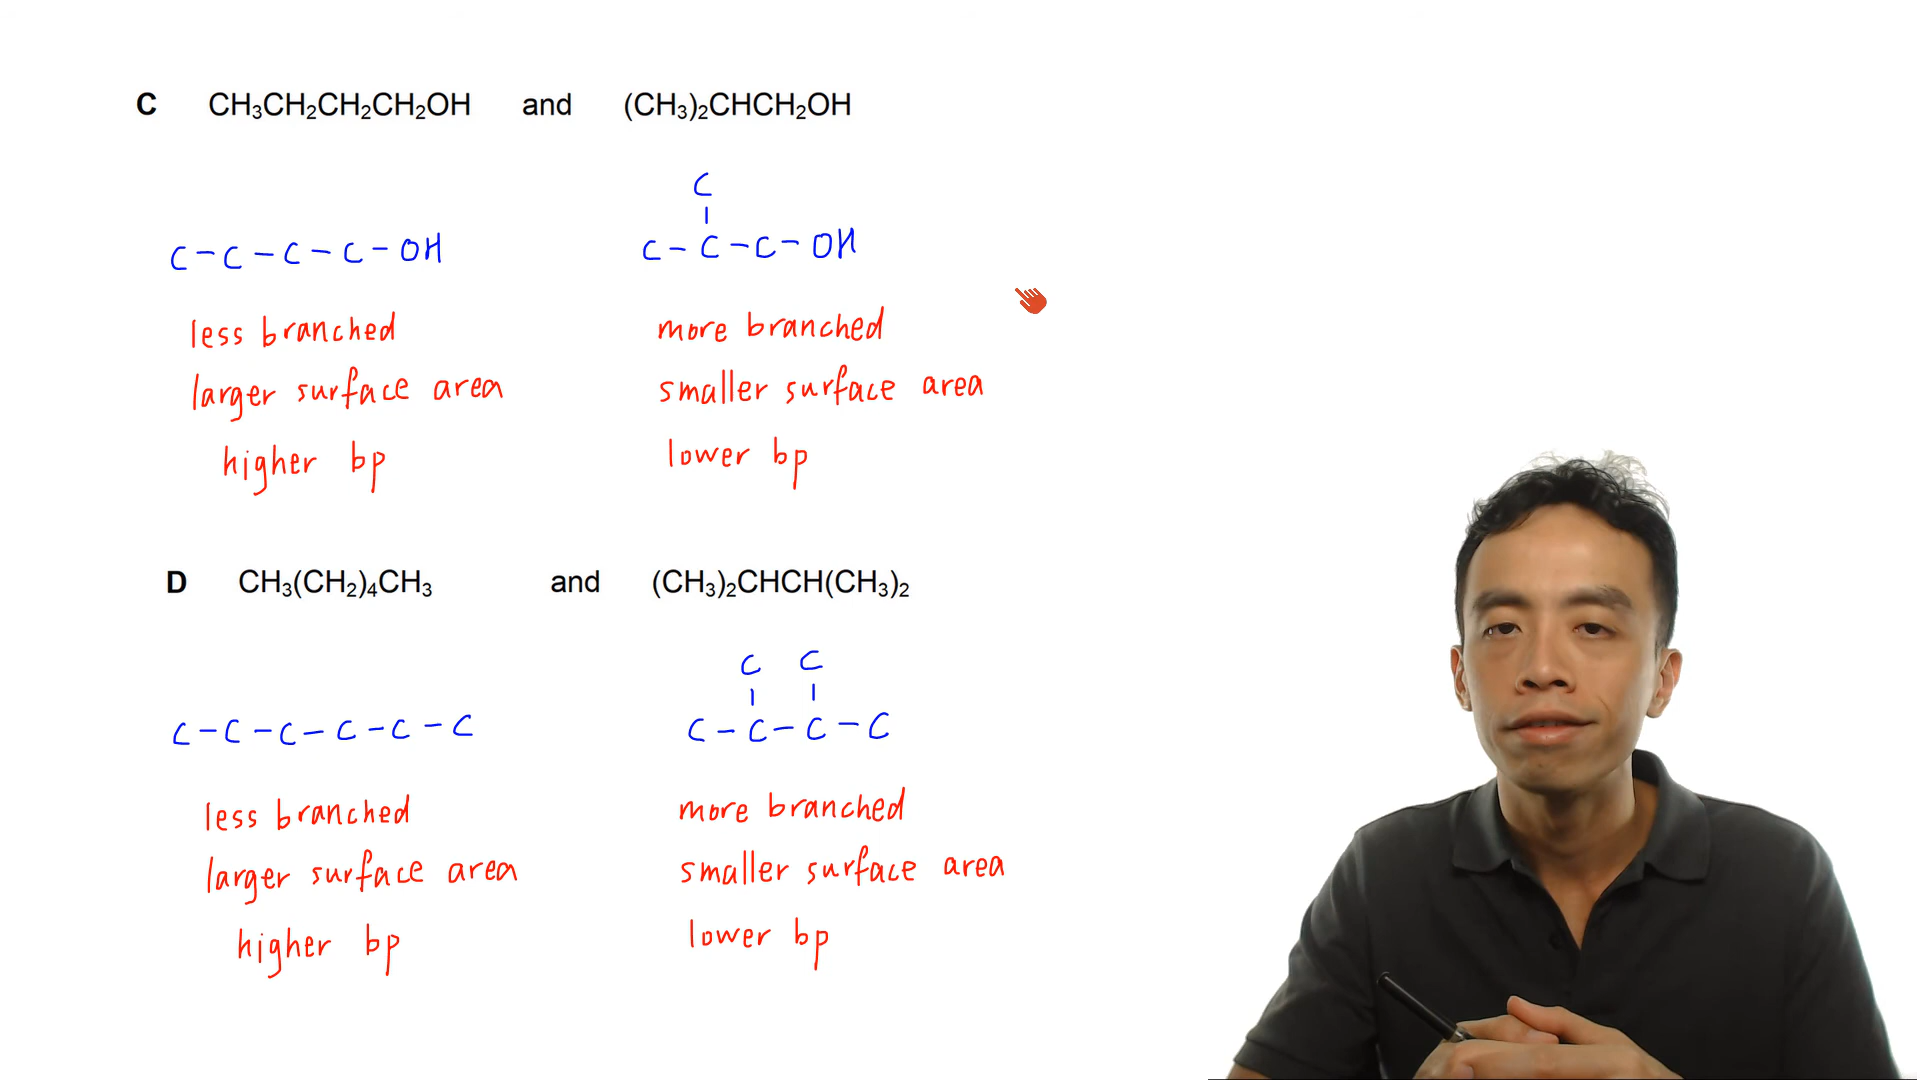 C CH₃CH₂CH₂CH₂OH and (CH₃)₂CHCH₂OH
C
C - C - C - C - OH
C - C - C - OH
less branched
more branched
larger surface area
smaller surface area
higher bp
lower bp
D CH₃(CH₂)₄CH₃ and (CH₃)₂CHCH(CH₃)₂
C C
C - C - C - C - C - C
C - C - C - C
less branched
more branched
larger surface area
smaller surface area
higher bp
lower bp